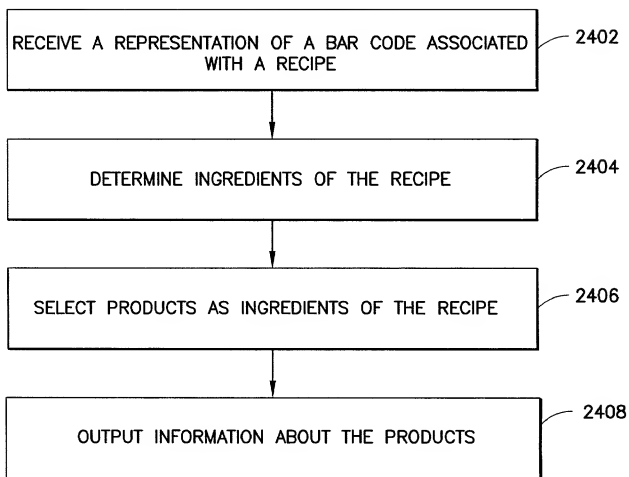 RECEIVE A REPRESENTATION OF A BAR CODE ASSOCIATED
WITH A RECIPE
2402
DETERMINE INGREDIENTS OF THE RECIPE
2404
SELECT PRODUCTS AS INGREDIENTS OF THE RECIPE
2406
OUTPUT INFORMATION ABOUT THE PRODUCTS
2408